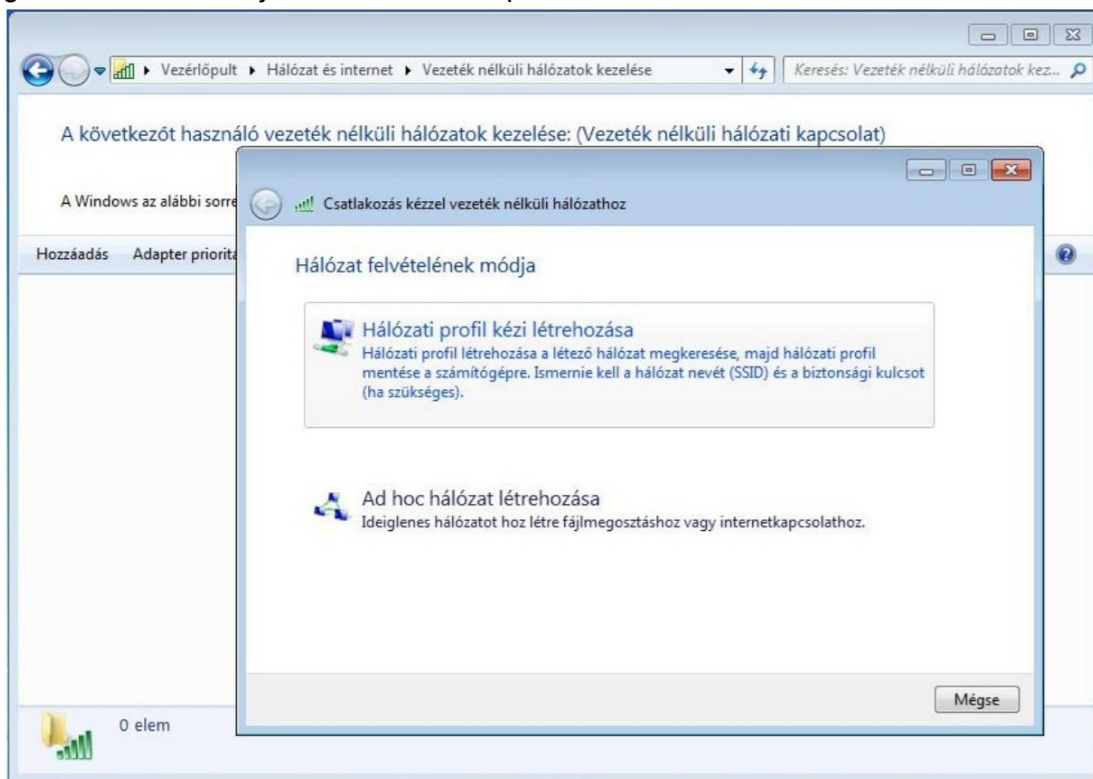 Vezérlőpult ▸ Hálózat és internet ▸ Vezeték nélküli hálózatok kezelése
Keresés: Vezeték nélküli hálózatok kez...
A következőt használó vezeték nélküli hálózatok kezelése: (Vezeték nélküli hálózati kapcsolat)
A Windows az alábbi sorre
Hozzáadás Adapter priorita
Csatlakozás kézzel vezeték nélküli hálózathoz
Hálózat felvételének módja
Hálózati profil kézi létrehozása
Hálózati profil létrehozása a létező hálózat megkeresése, majd hálózati profil
mentése a számítógépre. Ismernie kell a hálózat nevét (SSID) és a biztonsági kulcsot
(ha szükséges).
Ad hoc hálózat létrehozása
Ideiglenes hálózatot hoz létre fájlmegosztáshoz vagy internetkapcsolathoz.
Mégse
0 elem